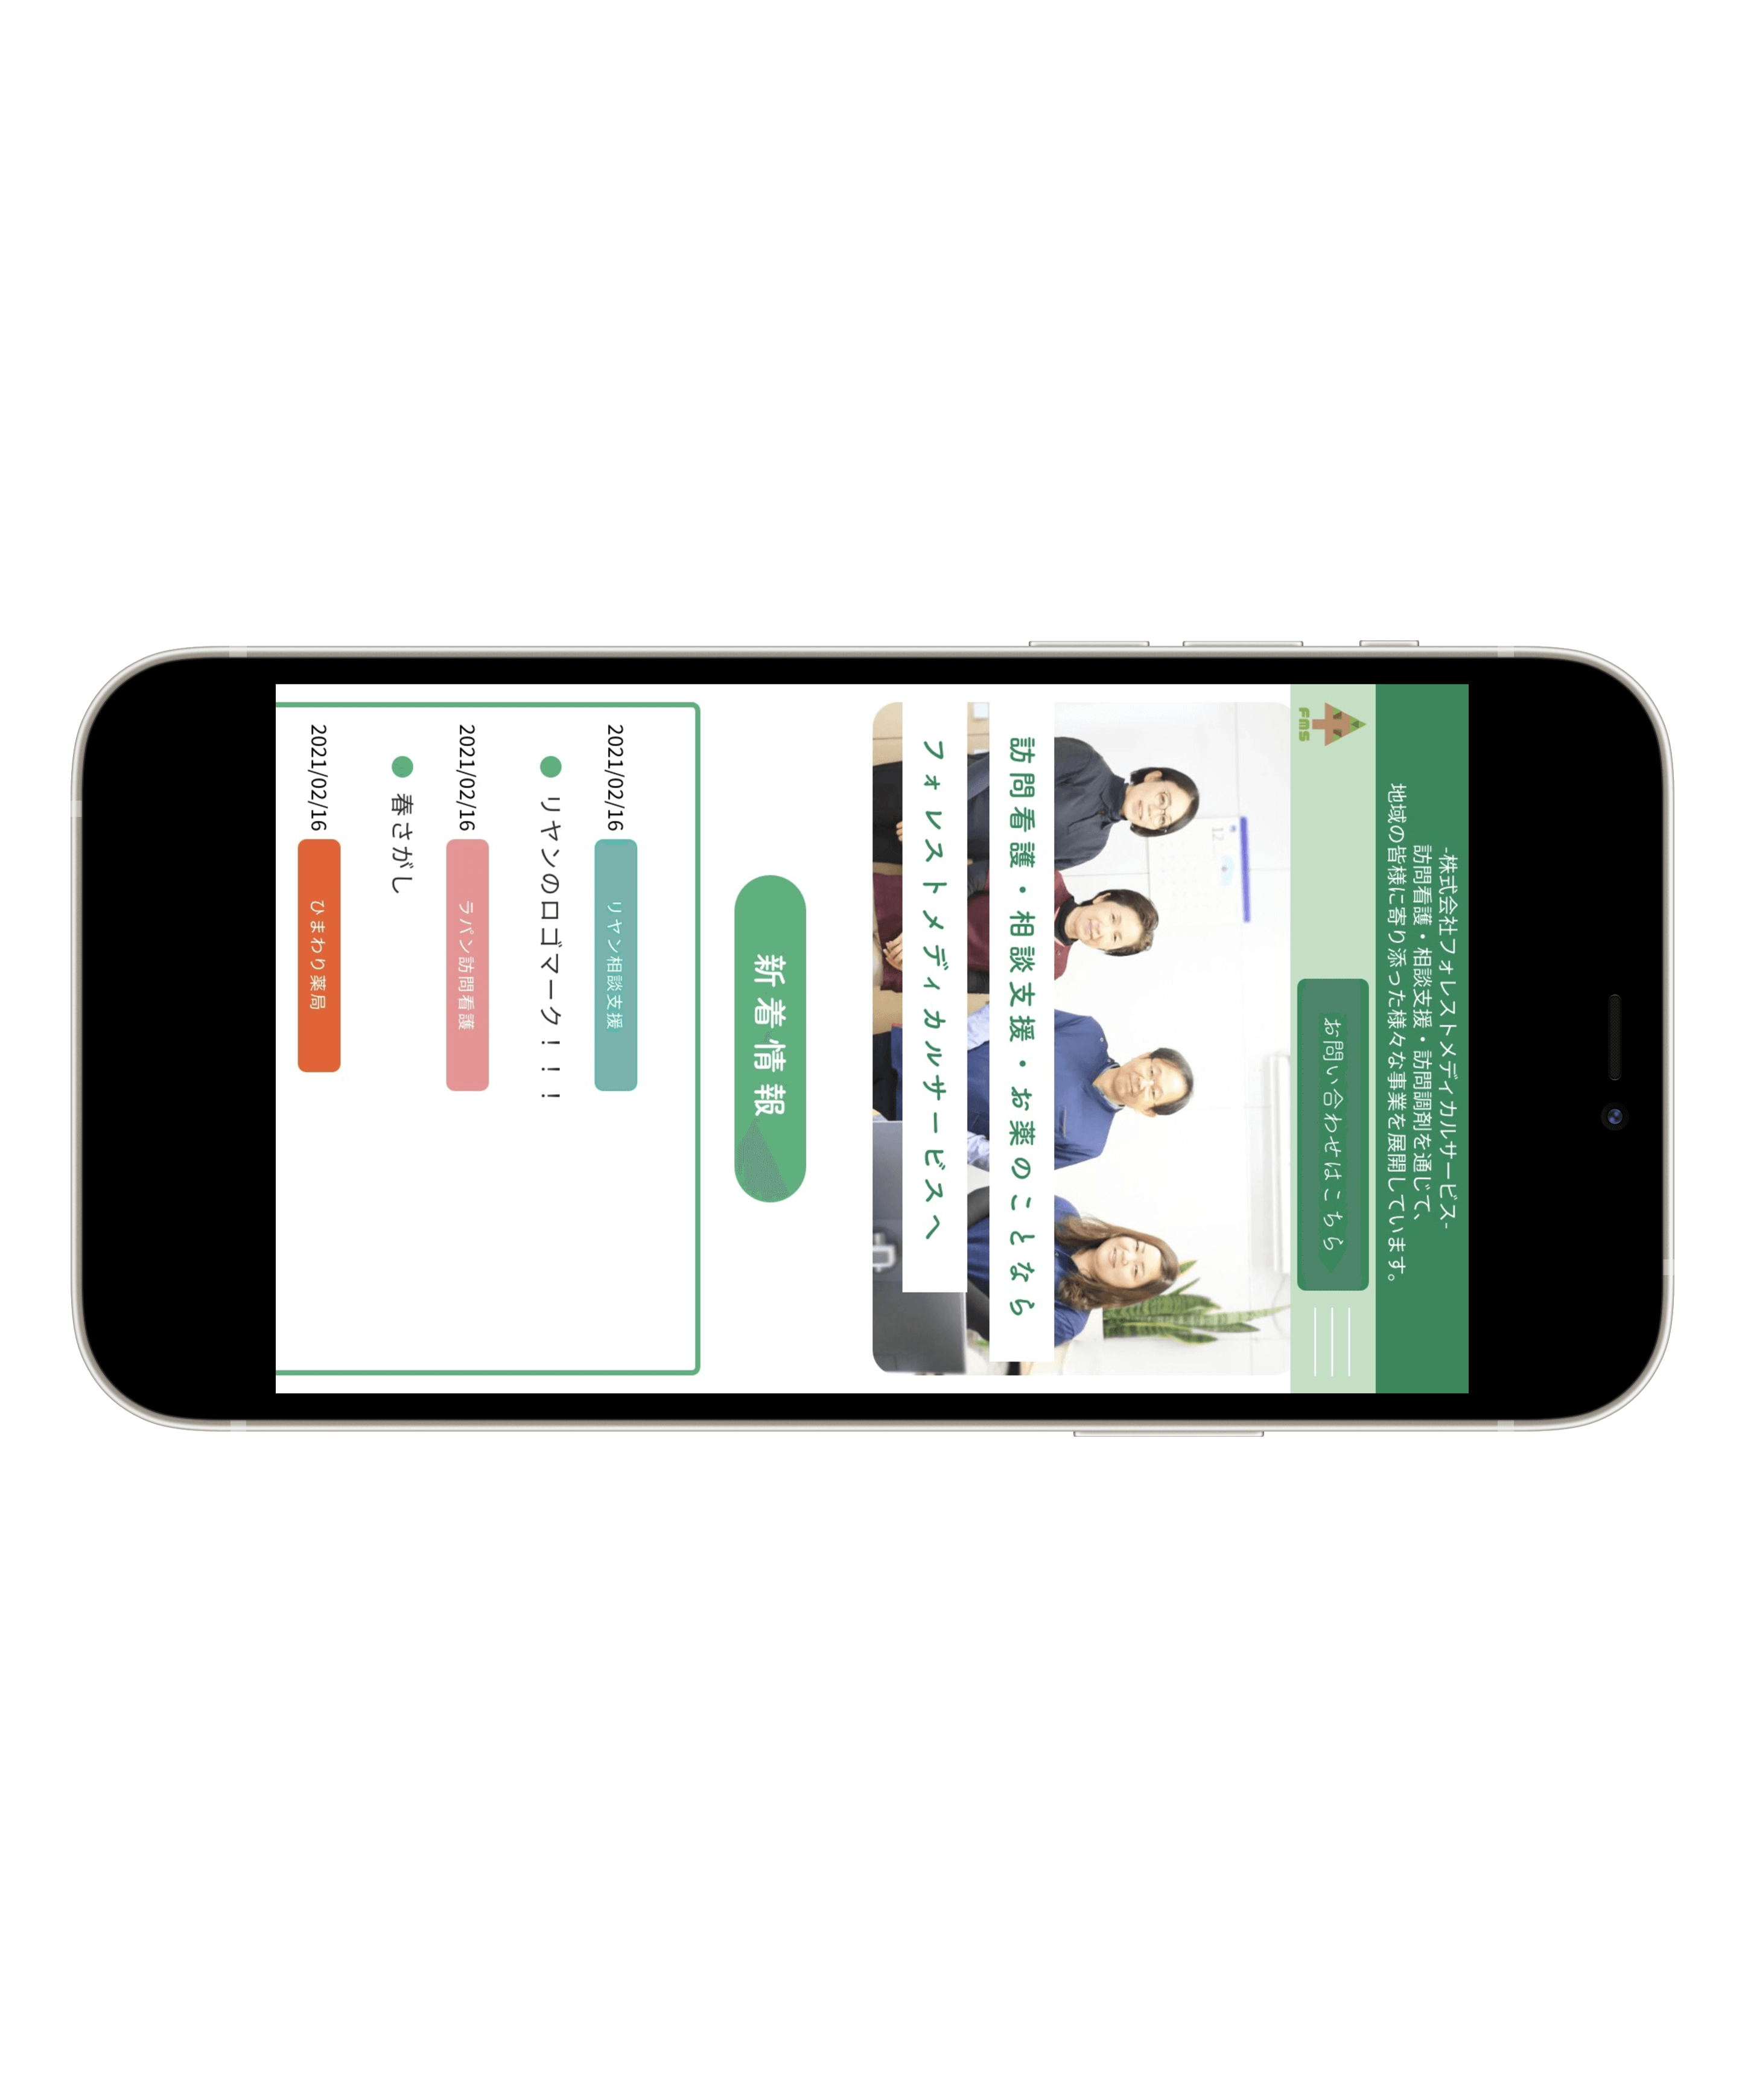 -株式会社フォレストメディカルサービス-
訪問看護・相談支援・訪問調剤を通じて、
地域の皆様に寄り添った様々な事業を展開しています。
FMS
お問い合わせはこちら
12
訪問看護・相談支援・お薬のことなら
フォレストメディカルサービスへ
新着情報
2021/02/16 リヤン相談支援
リヤンのロゴマーク！！！
2021/02/16 ラパン訪問看護
春さがし
2021/02/16 ひまわり薬局